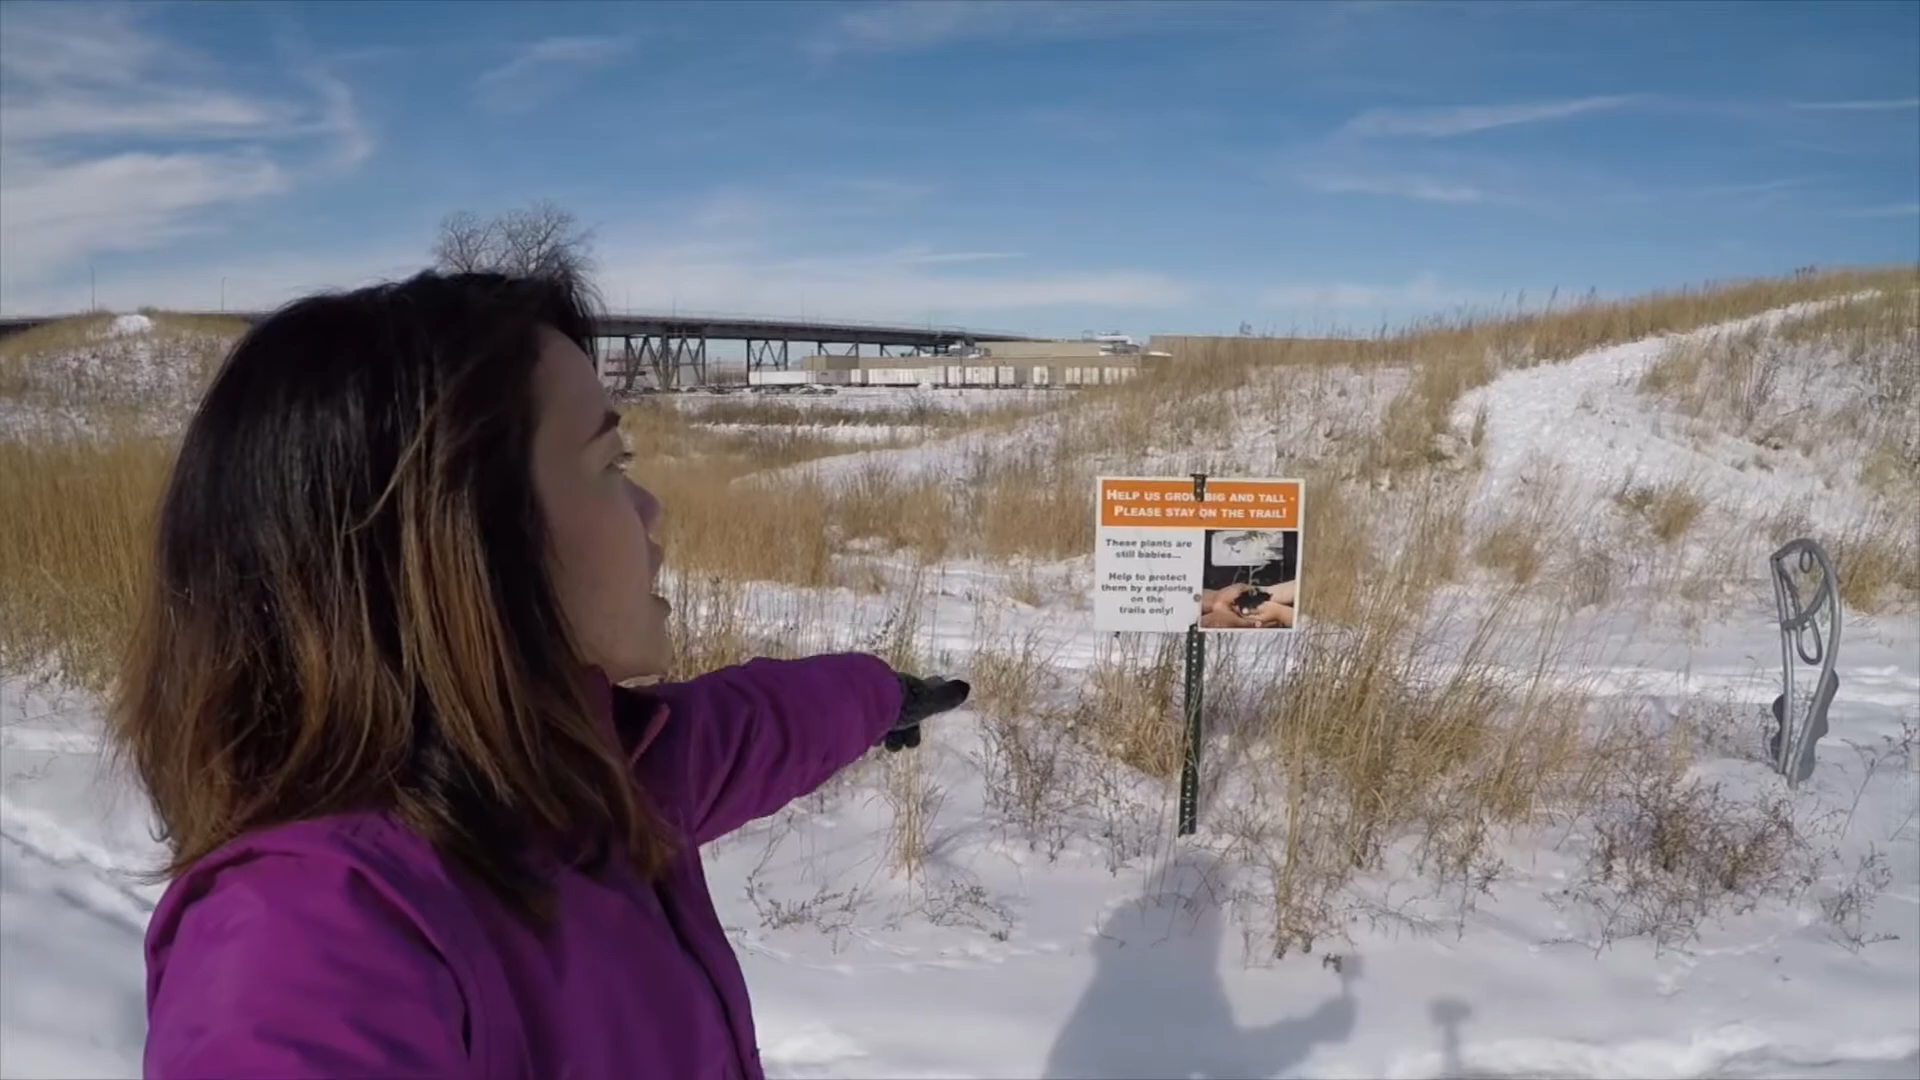 HELP US GROW BIG AND TALL -
PLEASE STAY ON THE TRAIL!
These plants are
still babies...
Help to protect
them by exploring
on the
trails only!